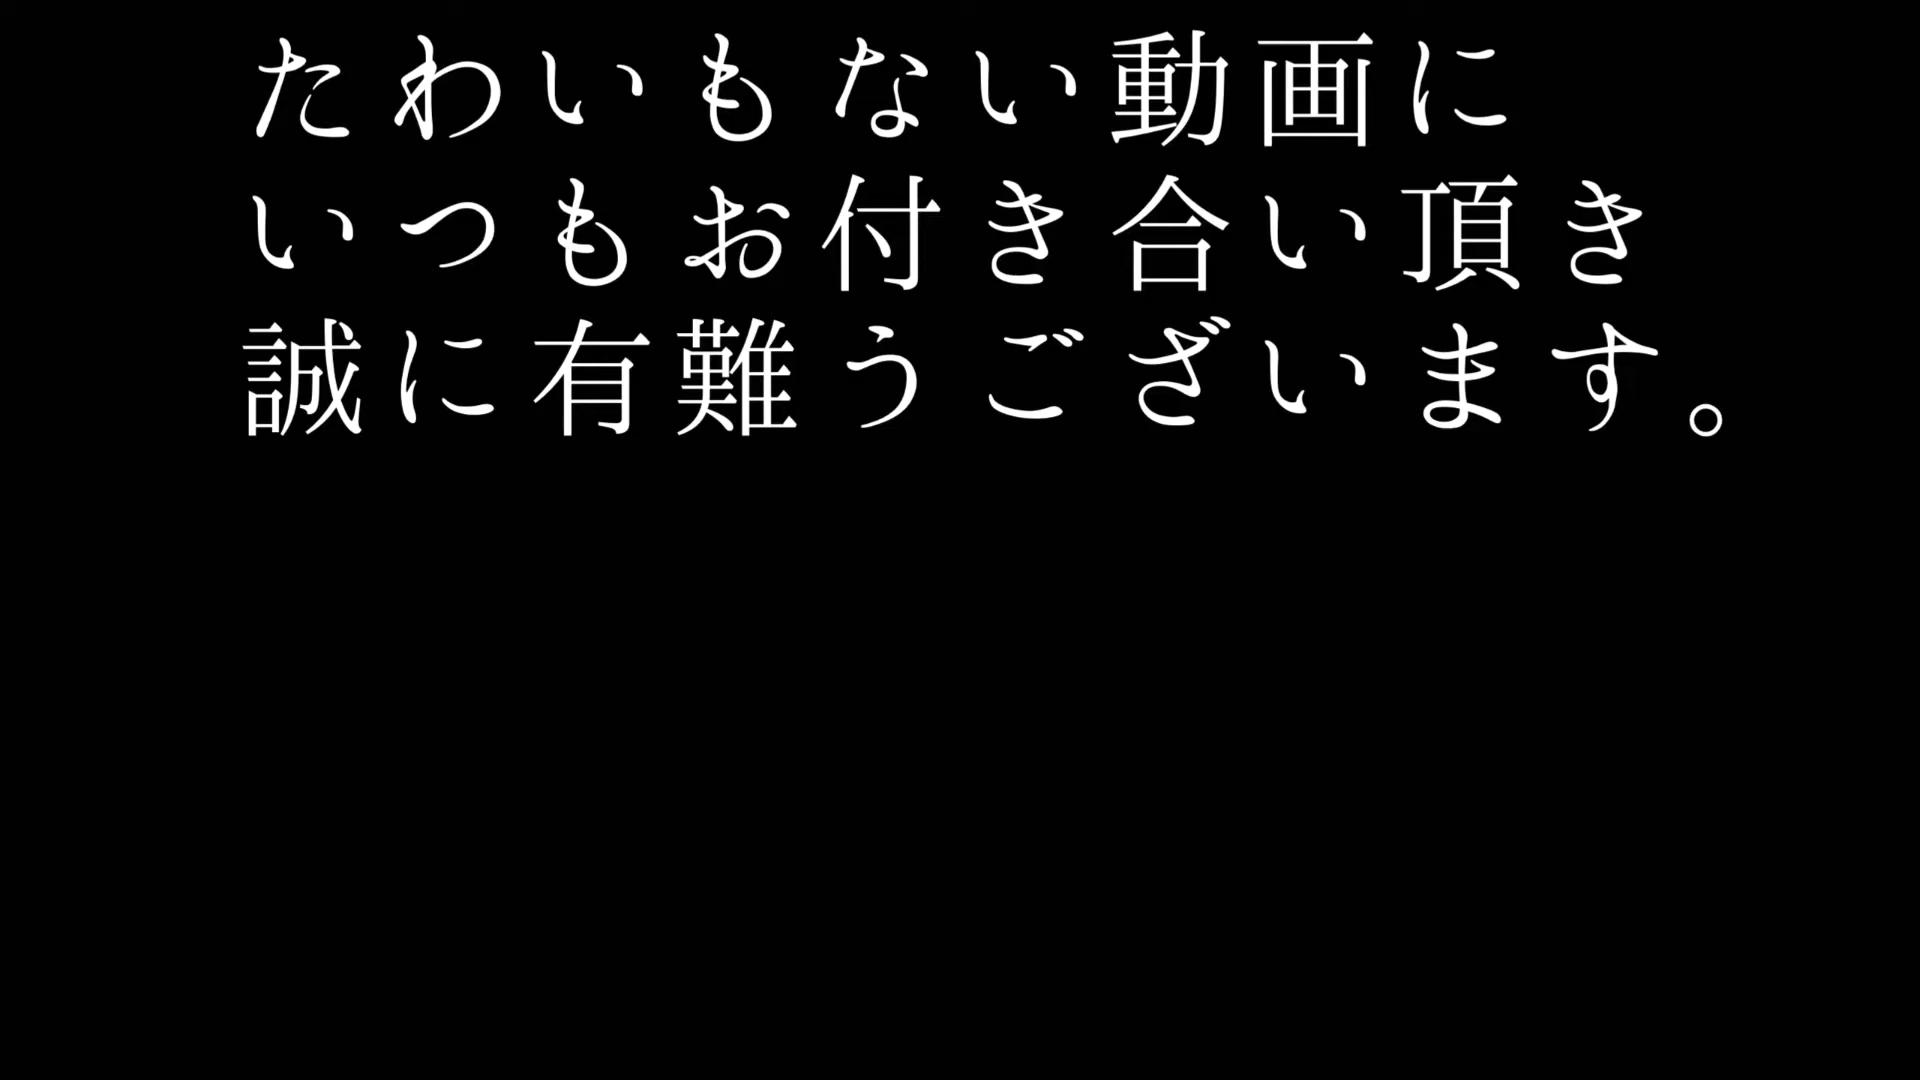 たわいもない動画に
いつもお付き合い頂き
誠に有難うございます。